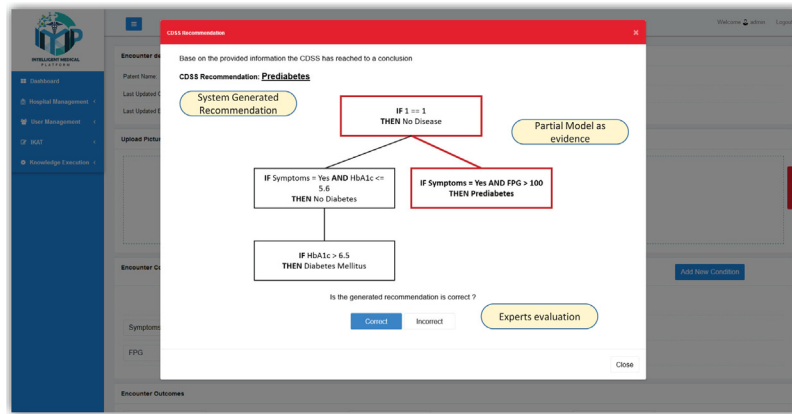 INTELLIGENT MEDICAL
PLATFORM
Dashboard
Hospital Management
User Management
IKAT
Knowledge Execution
Welcome admin Logout
Encounter de
Patent Name
Last Updated
Last Updated
Upload Pictur
Encounter Co
Add New Condition
Symptoms
FPG
Encounter Outcomes
CDSS Recommendation
×
Base on the provided information the CDSS has reached to a conclusion
CDSS Recommendation: Prediabetes
System Generated
Recommendation
IF 1 == 1
THEN No Disease
Partial Model as
evidence
IF Symptoms = Yes AND HbA1c <=
5.6
THEN No Diabetes
IF Symptoms = Yes AND FPG > 100
THEN Prediabetes
IF HbA1c > 6.5
THEN Diabetes Mellitus
Is the generated recommendation is correct ?
Correct
Incorrect
Experts evaluation
Close